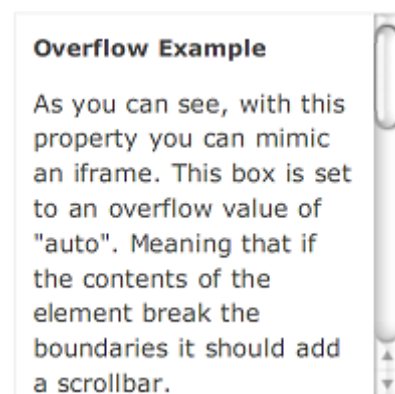 Overflow Example
As you can see, with this
property you can mimic
an iframe. This box is set
to an overflow value of
"auto". Meaning that if
the contents of the
element break the
boundaries it should add
a scrollbar.